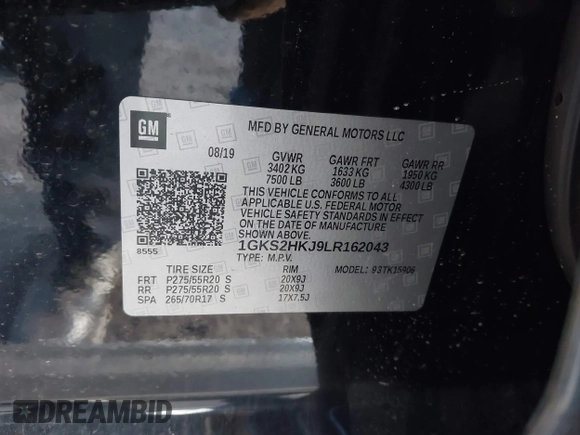 GM
MFD BY GENERAL MOTORS LLC
08/19 GVWR GAWR FRT GAWR RR
3402 KG 1633 KG 1950 KG
7500 LB 3600 LB 4300 LB
THIS VEHICLE CONFORMS TO ALL
APPLICABLE U.S. FEDERAL MOTOR
VEHICLE SAFETY STANDARDS IN EFFECT
ON THE DATE OF MANUFACTURE
SHOWN ABOVE.
8555
1GKS2HKJ9LR162043
TYPE: M.P.V. MODEL:
TIRE SIZE RIM
FRT P275/55R20 S 20X9J
RR P275/55R20 S 20X9J
SPA 265/70R17 S 17X7.5J
DREAMBID